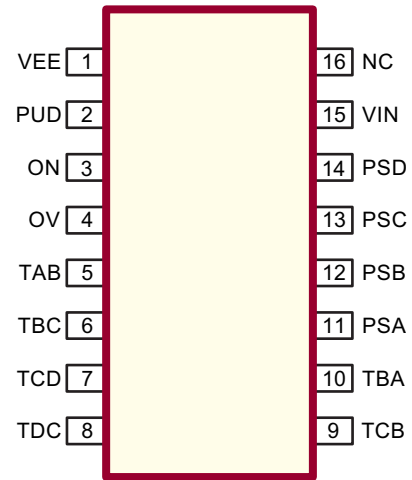 VEE 1 16 NC
PUD 2 15 VIN
ON 3 14 PSD
OV 4 13 PSC
TAB 5 12 PSB
TBC 6 11 PSA
TCD 7 10 TBA
TDC 8 9 TCB